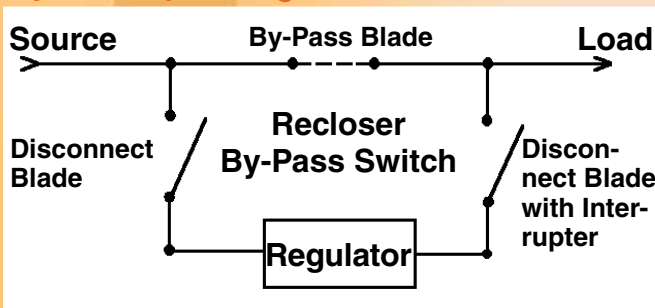 Source
By-Pass Blade
Load
Recloser
By-Pass Switch
Disconnect
Blade
Discon-
nect Blade
with Inter-
rupter
Regulator